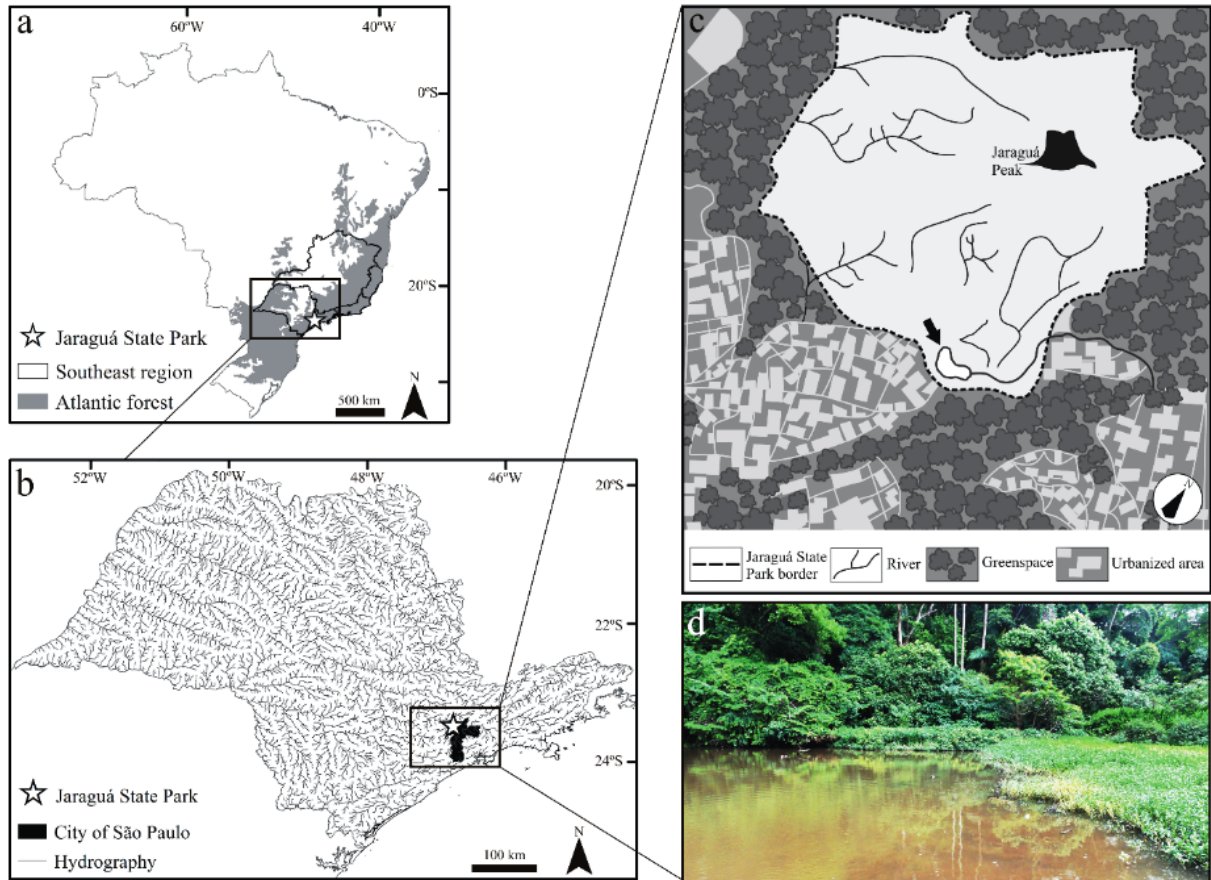 a
60°W
40°W
0°S
20°S
Jaraguá State Park
Southeast region
Atlantic forest
500 km
N
b
52°W
50°W
48°W
46°W
20°S
22°S
24°S
Jaraguá State Park
City of São Paulo
Hydrography
100 km
N
c
Jaraguá
Peak
N
Jaraguá State
Park border
River
Greenspace
Urbanized area
d